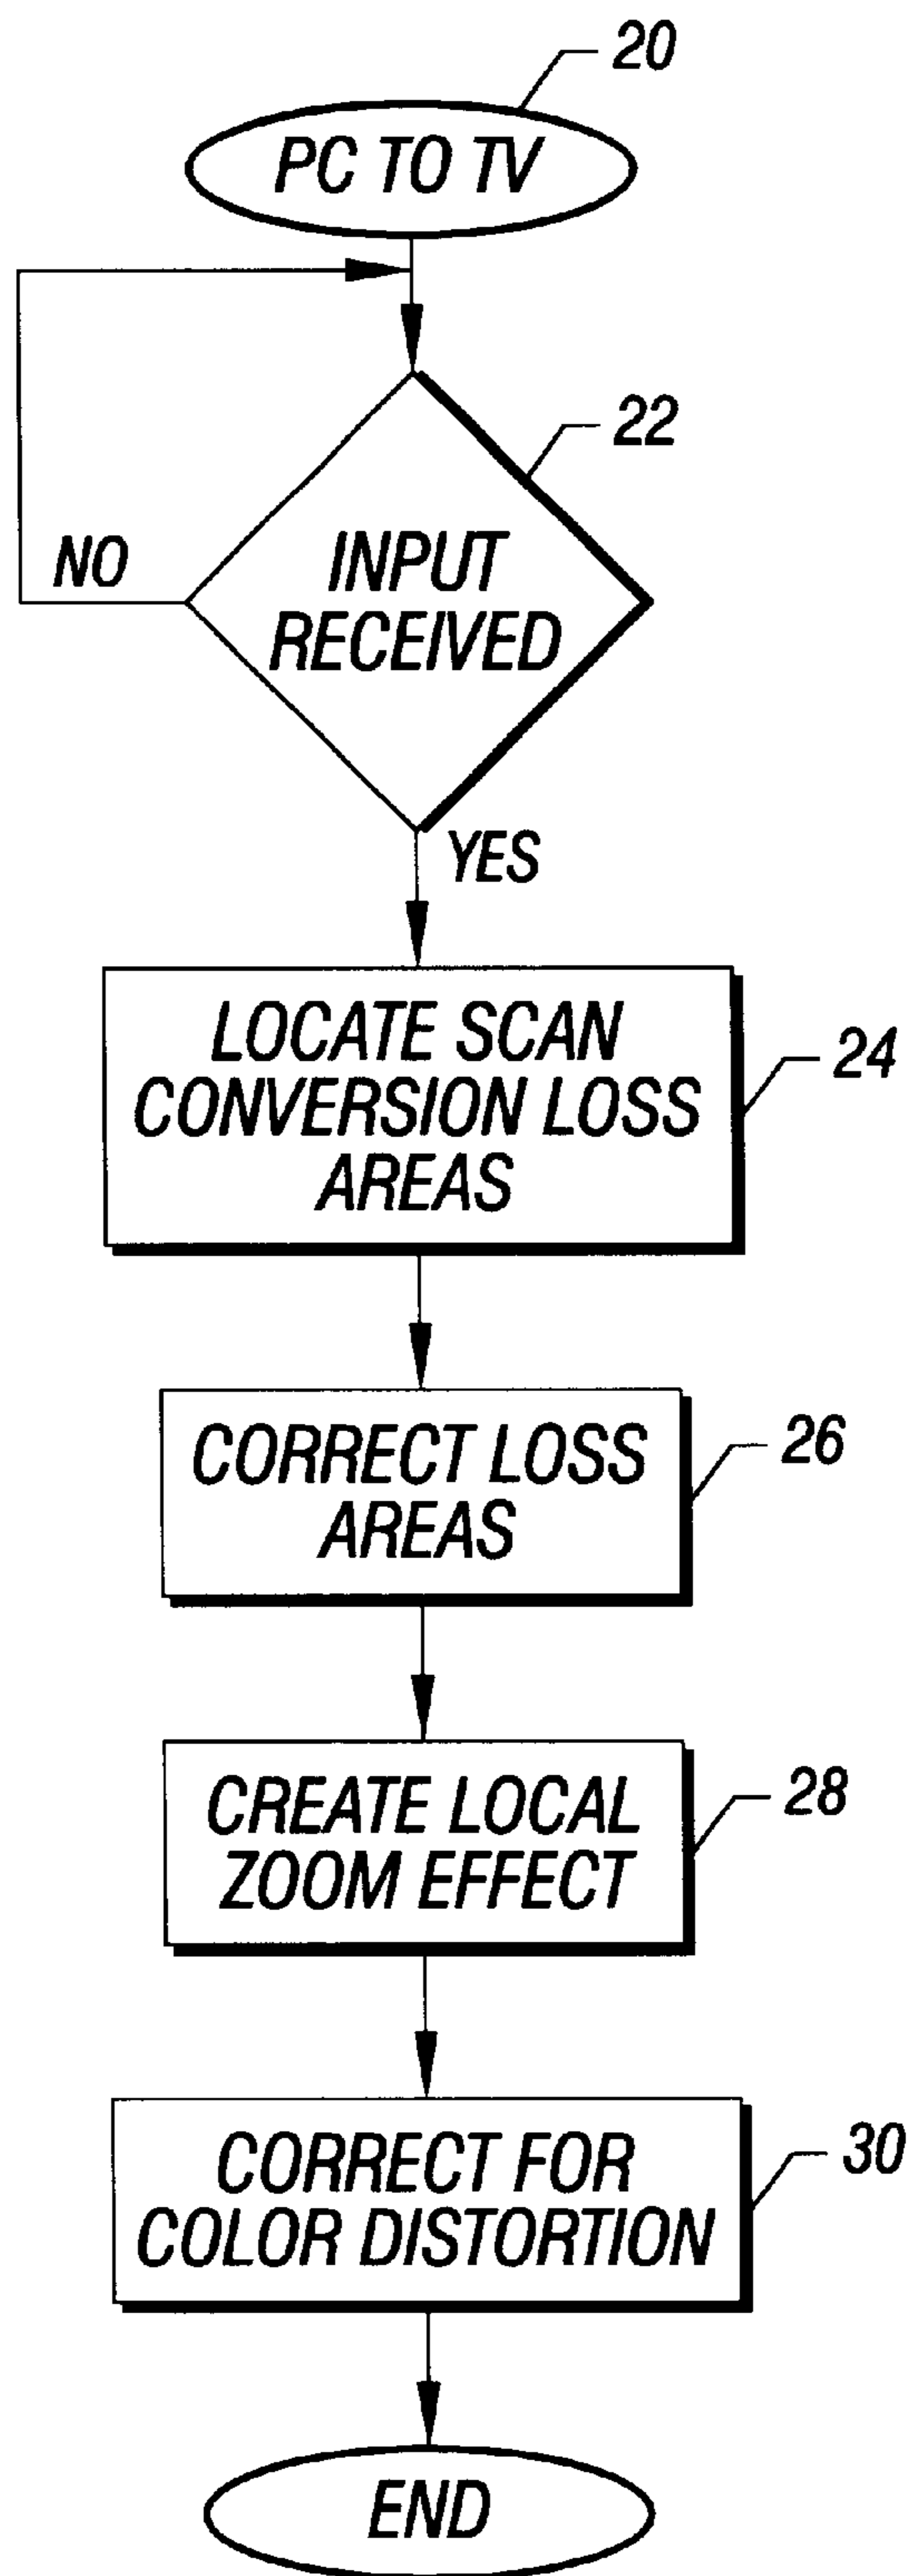 20
PC TO TV
22
INPUT
RECEIVED
NO
YES
LOCATE SCAN
CONVERSION LOSS
AREAS
24
CORRECT LOSS
AREAS
26
CREATE LOCAL
ZOOM EFFECT
28
CORRECT FOR
COLOR DISTORTION
30
END